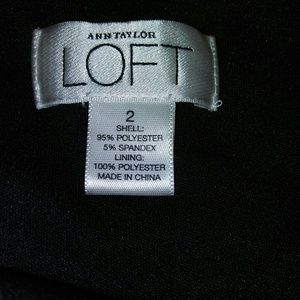 ANN TAYLOR
LOFT
2
SHELL:
95% POLYESTER
5% SPANDEX
LINING:
100% POLYESTER
MADE IN CHINA